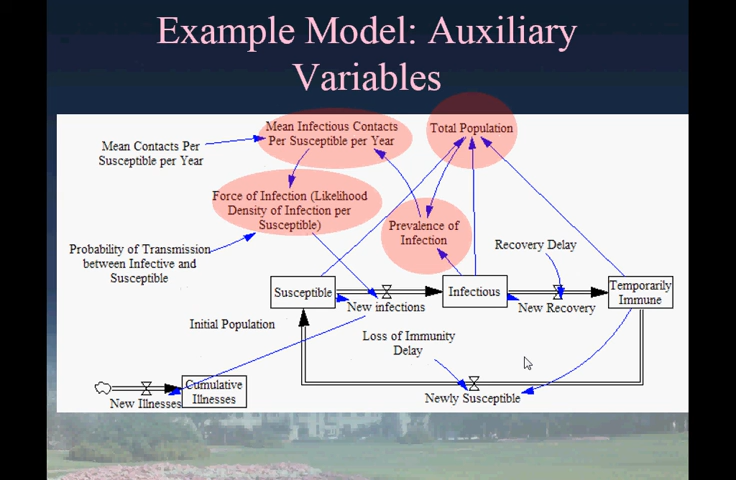 Example Model: Auxiliary
Variables
Mean Infectious Contacts
Per Susceptible per Year
Total Population
Mean Contacts Per
Susceptible per Year
Force of Infection (Likelihood
Density of Infection per
Susceptible)
Prevalence of
Infection
Probability of Transmission
between Infective and
Susceptible
Recovery Delay
Susceptible
Infectious
Temporarily
Immune
New infections
New Recovery
Initial Population
Loss of Immunity
Delay
Cumulative
Illnesses
New Illnesses
Newly Susceptible